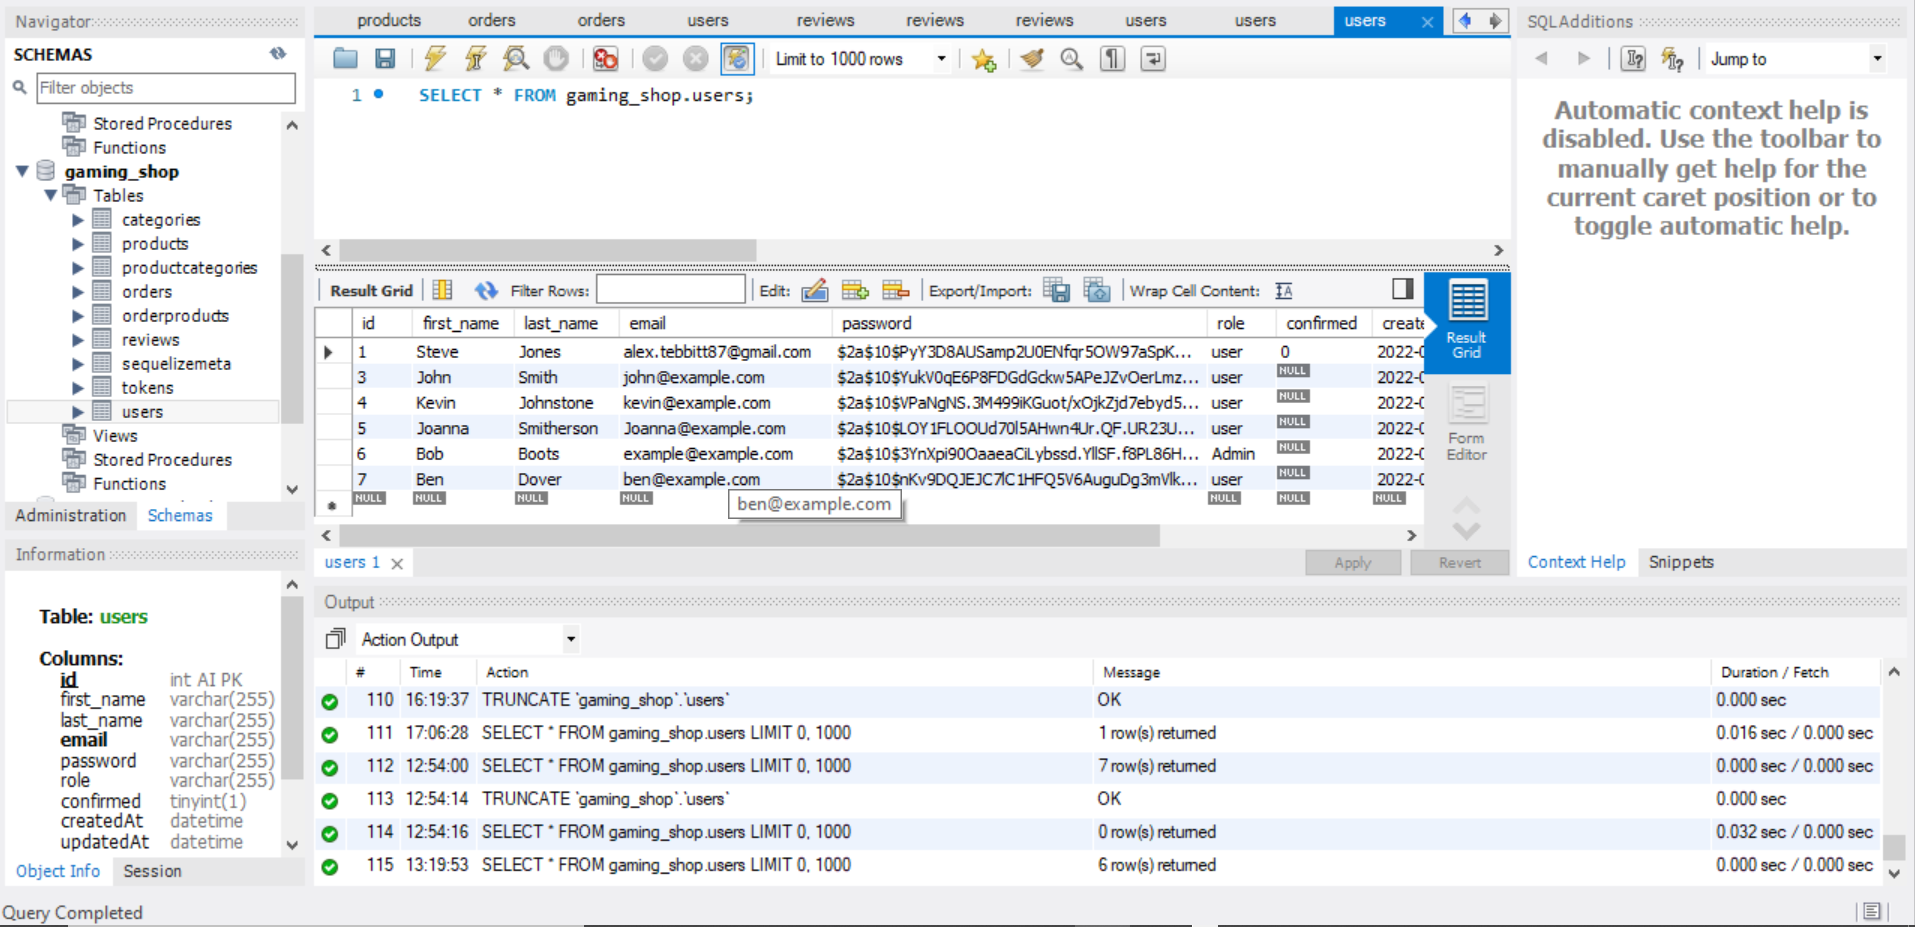 Navigator
SCHEMAS
Filter objects
Stored Procedures
Functions
gaming_shop
Tables
categories
products
productcategories
orders
orderproducts
reviews
sequelizemeta
tokens
users
Views
Stored Procedures
Functions
Administration Schemas
Information
Table: users
Columns:
id int AI PK
first_name varchar(255)
last_name varchar(255)
email varchar(255)
password varchar(255)
role varchar(255)
confirmed tinyint(1)
createdAt datetime
updatedAt datetime
Object Info Session
Query Completed
products orders orders users reviews reviews reviews users users users
Limit to 1000 rows
1 SELECT * FROM gaming_shop.users;
Result Grid Filter Rows: Edit: Export/Import: Wrap Cell Content:
id first_name last_name email password role confirmed create
1 Steve Jones alex.tebbitt87@gmail.com $2a$10$PyY3D8AUSamp2U0ENfqr5OW97aSpK... user 0 2022-0
3 John Smith john@example.com $2a$10$YukV0qE6P8FDGdGckw5APeJZvOerLmz... user NULL 2022-0
4 Kevin Johnstone kevin@example.com $2a$10$VPaNgNS.3M499iKGuot/xOjkZjd7ebyd5... user NULL 2022-0
5 Joanna Smitherson Joanna@example.com $2a$10$LOY1FLOOUd70l5AHwn4Ur.QF.UR23U... user NULL 2022-0
6 Bob Boots example@example.com $2a$10$3YnXpi90OaaeaCiLybssd.YllSF.f8PL86H... Admin NULL 2022-0
7 Ben Dover ben@example.com $2a$10$nKv9DQJEJC7lC1HFQ5V6AuguDg3mVlk... user NULL 2022-0
NULL NULL NULL NULL NULL NULL NULL
ben@example.com
Result Grid
Form Editor
users 1
Apply Revert
Output
Action Output
# Time Action Message Duration / Fetch
110 16:19:37 TRUNCATE `gaming_shop`.`users` OK 0.000 sec
111 17:06:28 SELECT * FROM gaming_shop.users LIMIT 0, 1000 1 row(s) returned 0.016 sec / 0.000 sec
112 12:54:00 SELECT * FROM gaming_shop.users LIMIT 0, 1000 7 row(s) returned 0.000 sec / 0.000 sec
113 12:54:14 TRUNCATE `gaming_shop`.`users` OK 0.000 sec
114 12:54:16 SELECT * FROM gaming_shop.users LIMIT 0, 1000 0 row(s) returned 0.032 sec / 0.000 sec
115 13:19:53 SELECT * FROM gaming_shop.users LIMIT 0, 1000 6 row(s) returned 0.000 sec / 0.000 sec
SQLAdditions
Jump to
Automatic context help is
disabled. Use the toolbar to
manually get help for the
current caret position or to
toggle automatic help.
Context Help Snippets